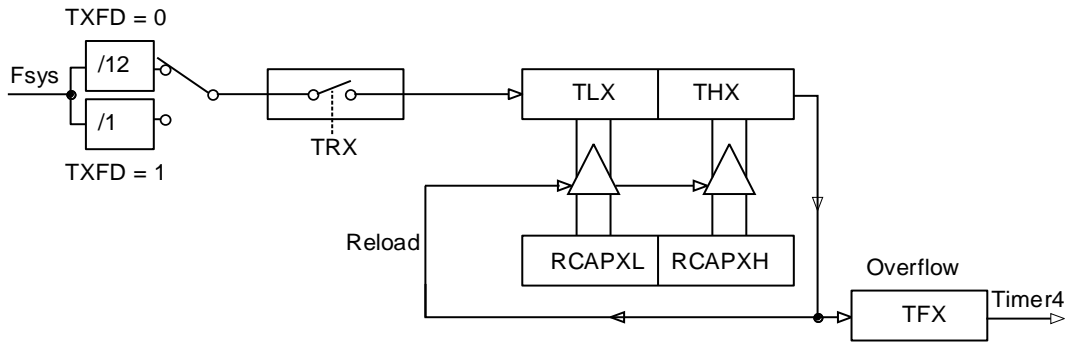 TXFD = 0
/12
Fsys
/1
TXFD = 1
TRX
TLX
THX
Reload
RCAPXL
RCAPXH
Overflow
TFX
Timer4